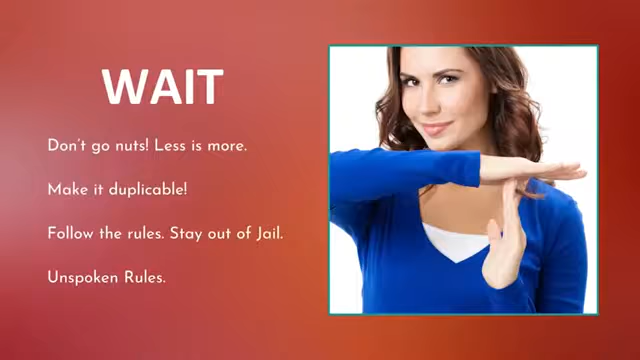 WAIT
Don't go nuts! Less is more.
Make it duplicable!
Follow the rules. Stay out of Jail.
Unspoken Rules.